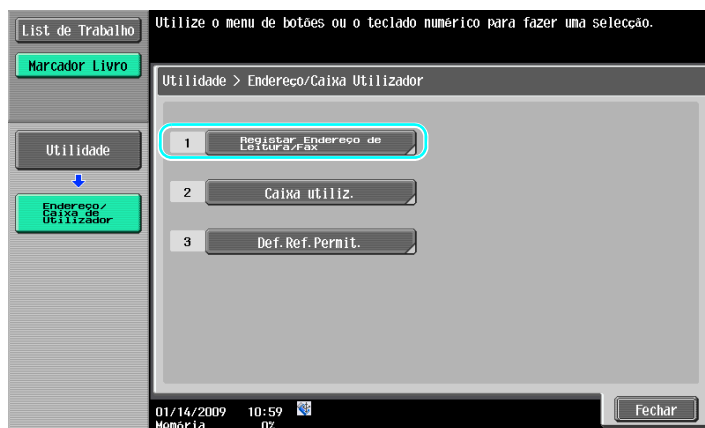 List de Trabalho
Utilize o menu de botões ou o teclado numérico para fazer uma selecção.
Marcador Livro
Utilidade > Endereço/Caixa Utilizador
1 Registar Endereço de
Leitura/Fax
Utilidade
2 Caixa utiliz.
Endereço/
Caixa de
Utilizador
3 Def.Ref.Permit.
Fechar
01/14/2009 10:59
Memória 0%